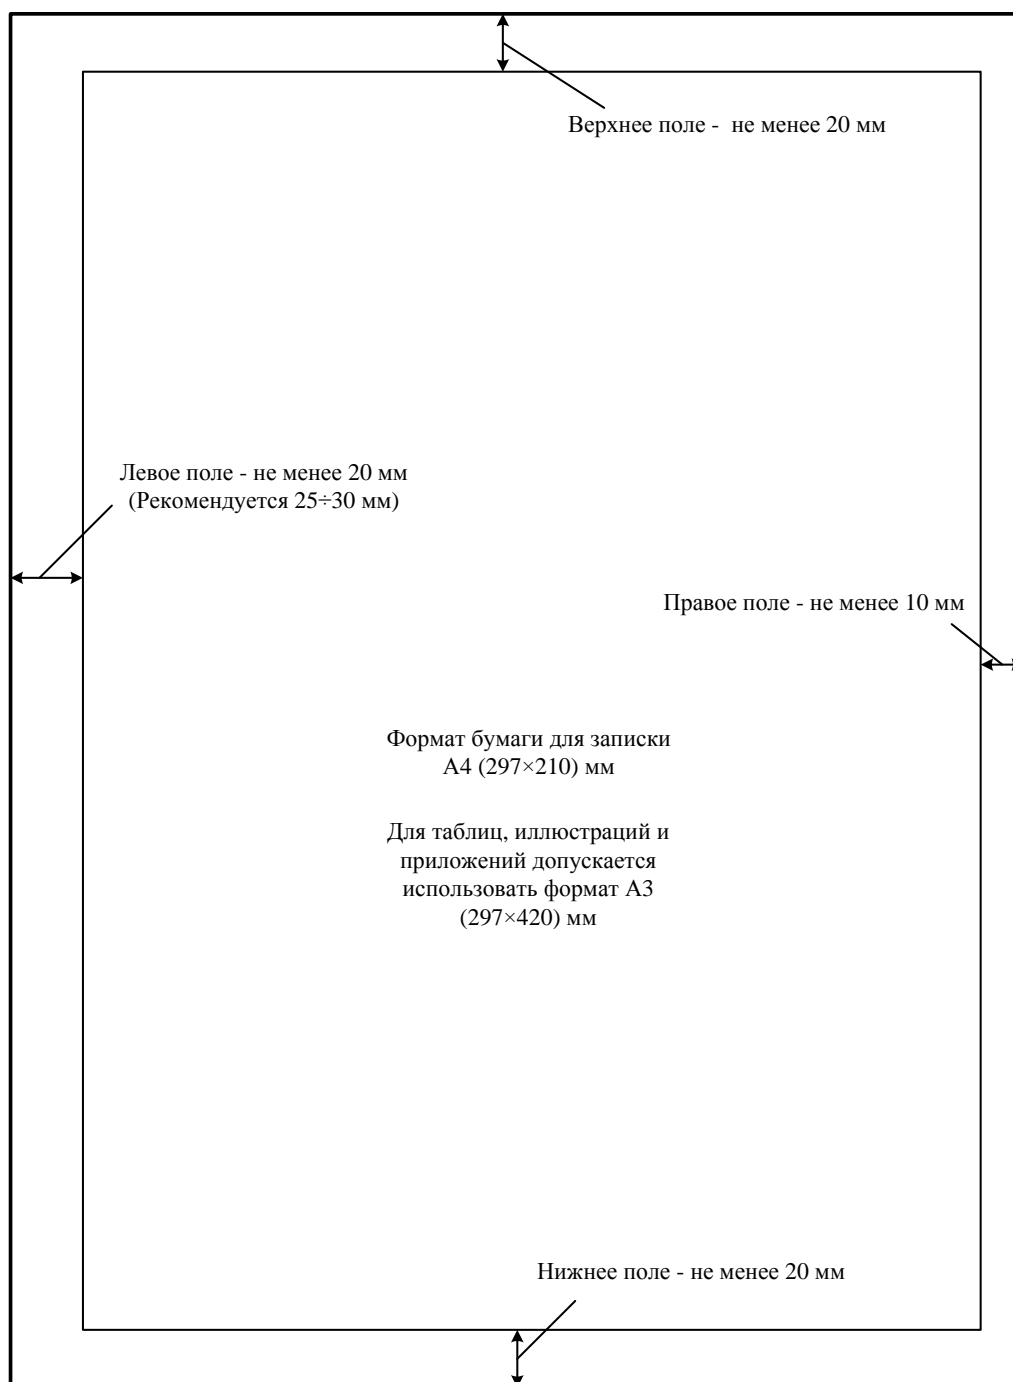 Верхнее поле - не менее 20 мм
Левое поле - не менее 20 мм
(Рекомендуется 25÷30 мм)
Правое поле - не менее 10 мм
Формат бумаги для записки
А4 (297×210) мм
Для таблиц, иллюстраций и
приложений допускается
использовать формат А3
(297×420) мм
Нижнее поле - не менее 20 мм